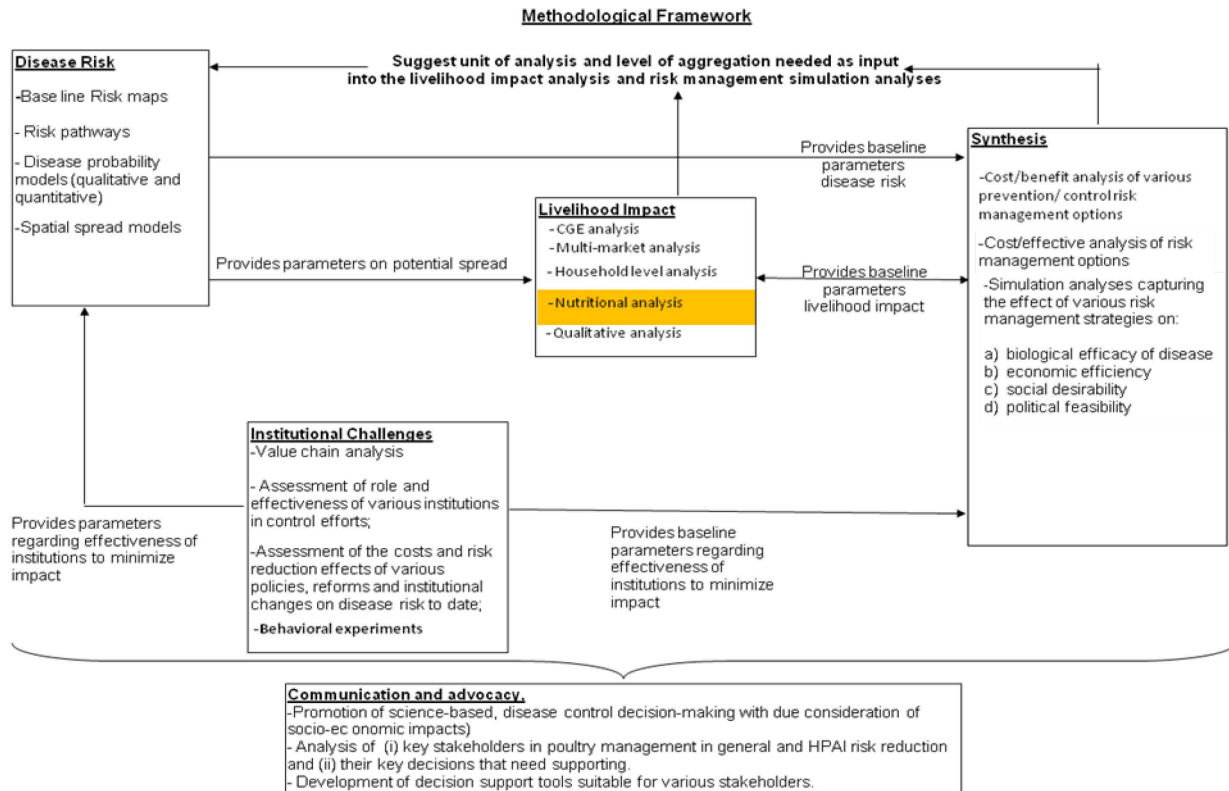 Methodological Framework
Disease Risk
-Base line Risk maps
- Risk pathways
- Disease probability
models (qualitative and
quantitative)
-Spatial spread models
Suggest unit of analysis and level of aggregation needed as input
into the livelihood impact analysis and risk management simulation analyses
Provides baseline
parameters
disease risk
Provides parameters on potential spread
Livelihood Impact
-CGE analysis
-Multi-market analysis
-Household level analysis
-Nutritional analysis
-Qualitative analysis
Provides baseline
parameters
livelihood impact
Synthesis
-Cost/benefit analysis of various
prevention/ control risk
management options
-Cost/effective analysis of risk
management options
-Simulation analyses capturing
the effect of various risk
management strategies on:
a) biological efficacy of disease
b) economic efficiency
c) social desirability
d) political feasibility
Institutional Challenges
-Value chain analysis
- Assessment of role and
effectiveness of various institutions
in control efforts;
-Assessment of the costs and risk
reduction effects of various
policies, reforms and institutional
changes on disease risk to date;
-Behavioral experiments
Provides parameters
regarding effectiveness of
institutions to minimize
impact
Provides baseline
parameters regarding
effectiveness of
institutions to minimize
impact
Communication and advocacy.
-Promotion of science-based, disease control decision-making with due consideration of
socio-ec onomic impacts)
- Analysis of (i) key stakeholders in poultry management in general and HPAI risk reduction
and (ii) their key decisions that need supporting.
- Development of decision support tools suitable for various stakeholders.